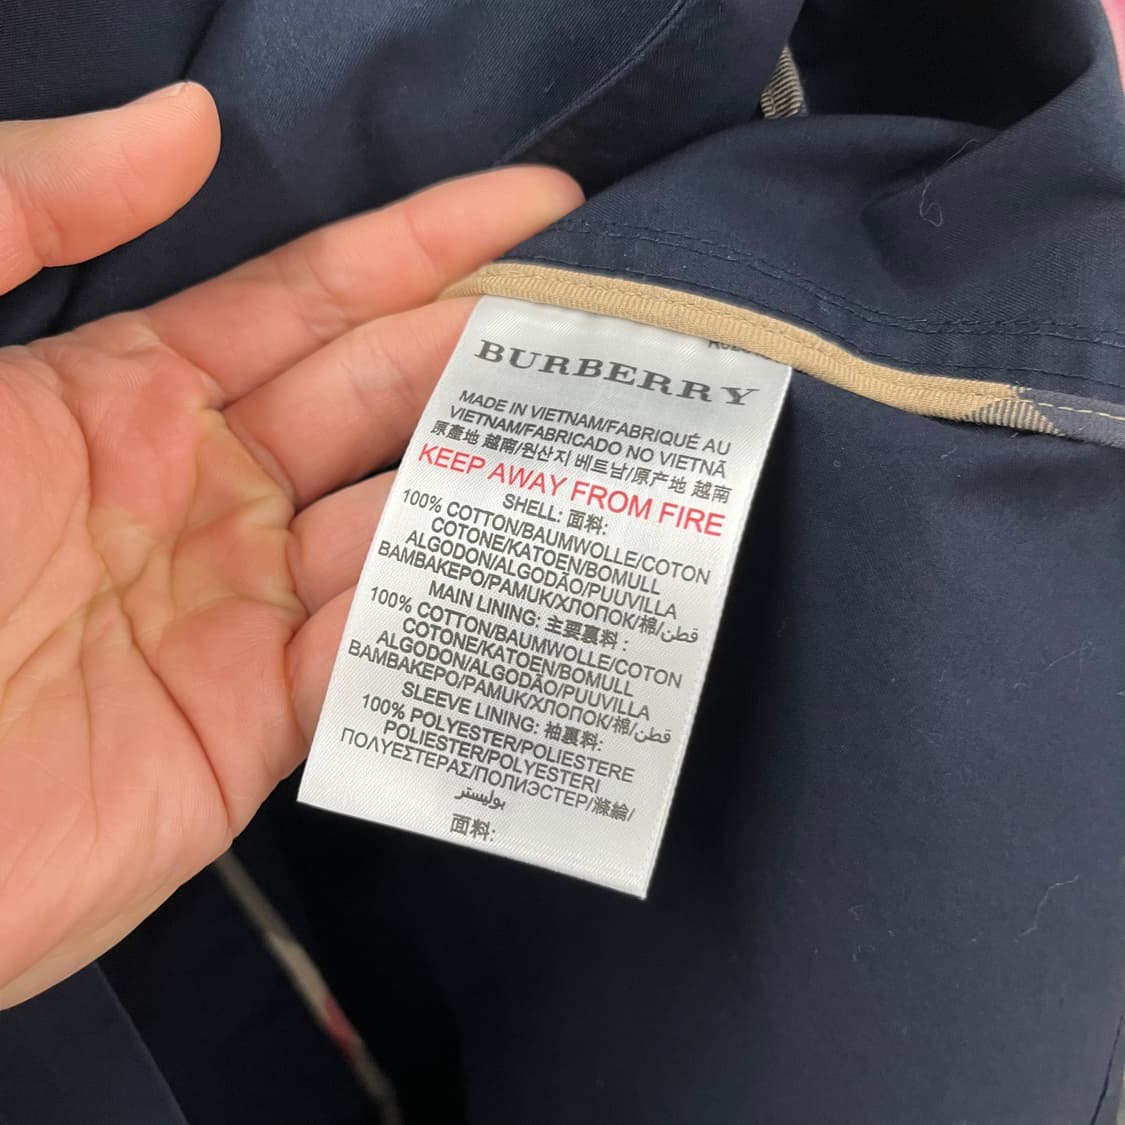 BURBERRY
MADE IN VIETNAM/FABRIQUÉ AU
VIETNAM/FABRICADO NO VIETNÃ
原產地 越南/원산지 베트남/原产地 越南
KEEP AWAY FROM FIRE
SHELL: 面料:
100% COTTON/BAUMWOLLE/COTON
COTONE/KATOEN/BOMULL
ALGODON/ALGODÃO/PUUVILLA
ΒΑΜΒΑΚΕΡΟ/PAMUK/ХЛОПОК/棉/قطن
MAIN LINING: 主要裏料:
100% COTTON/BAUMWOLLE/COTON
COTONE/KATOEN/BOMULL
ALGODON/ALGODÃO/PUUVILLA
ΒΑΜΒΑΚΕΡΟ/PAMUK/ХЛОПОК/棉/قطن
SLEEVE LINING: 袖裏料:
100% POLYESTER/POLIESTERE
POLIESTER/POLYESTERI
ΠΟΛΥΕΣΤΕΡΑΣ/ПОЛИЭСТЕР/滌綸/
بوليستر
面料: